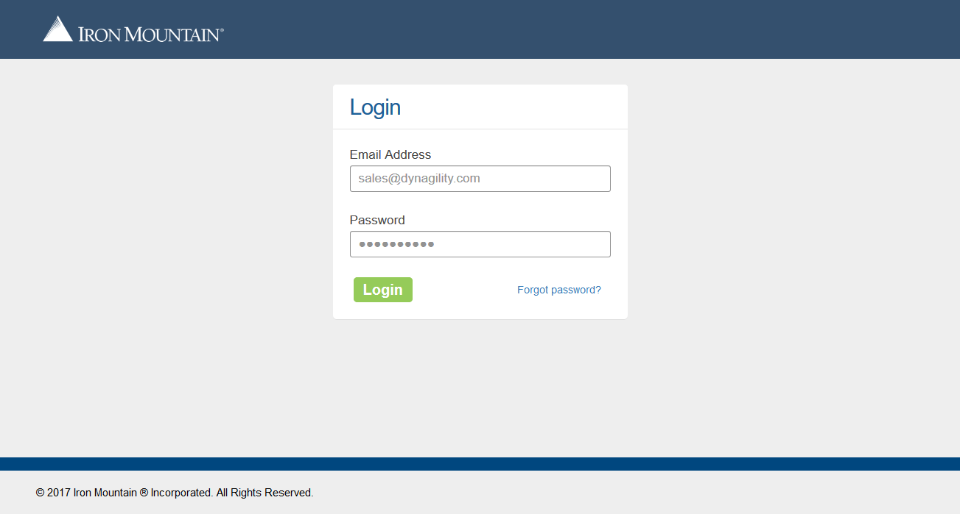 IRON MOUNTAIN®
Login
Email Address
sales@dynagility.com
Password
●●●●●●●●●●
Login
Forgot password?
© 2017 Iron Mountain ® Incorporated. All Rights Reserved.